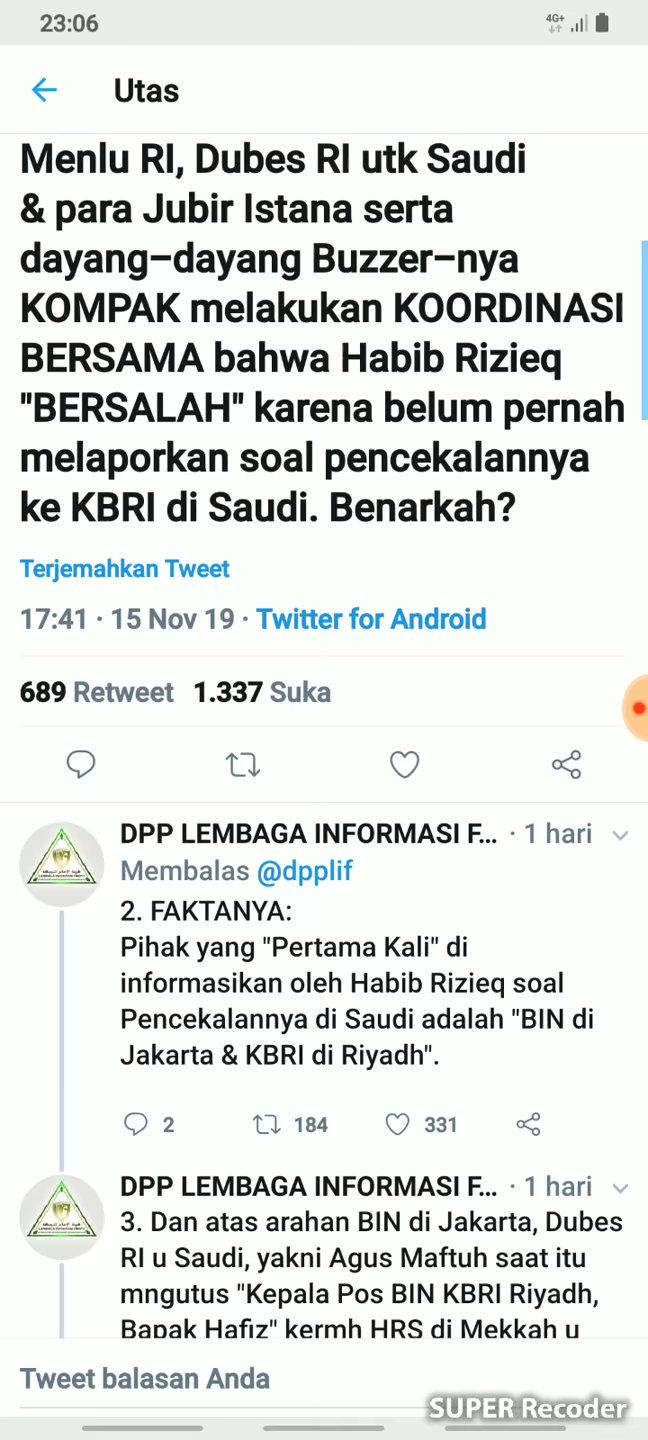 23:06
4G+
Utas
Menlu RI, Dubes RI utk Saudi
& para Jubir Istana serta
dayang–dayang Buzzer–nya
KOMPAK melakukan KOORDINASI
BERSAMA bahwa Habib Rizieq
"BERSALAH" karena belum pernah
melaporkan soal pencekalannya
ke KBRI di Saudi. Benarkah?
Terjemahkan Tweet
17:41 · 15 Nov 19 · Twitter for Android
689 Retweet 1.337 Suka
DPP LEMBAGA INFORMASI F... · 1 hari
Membalas @dpplif
2. FAKTANYA:
Pihak yang "Pertama Kali" di
informasikan oleh Habib Rizieq soal
Pencekalannya di Saudi adalah "BIN di
Jakarta & KBRI di Riyadh".
2 184 331
DPP LEMBAGA INFORMASI F... · 1 hari
3. Dan atas arahan BIN di Jakarta, Dubes
RI u Saudi, yakni Agus Maftuh saat itu
mngutus "Kepala Pos BIN KBRI Riyadh,
Bapak Hafiz" kermh HRS di Mekkah u
Tweet balasan Anda
SUPER Recoder